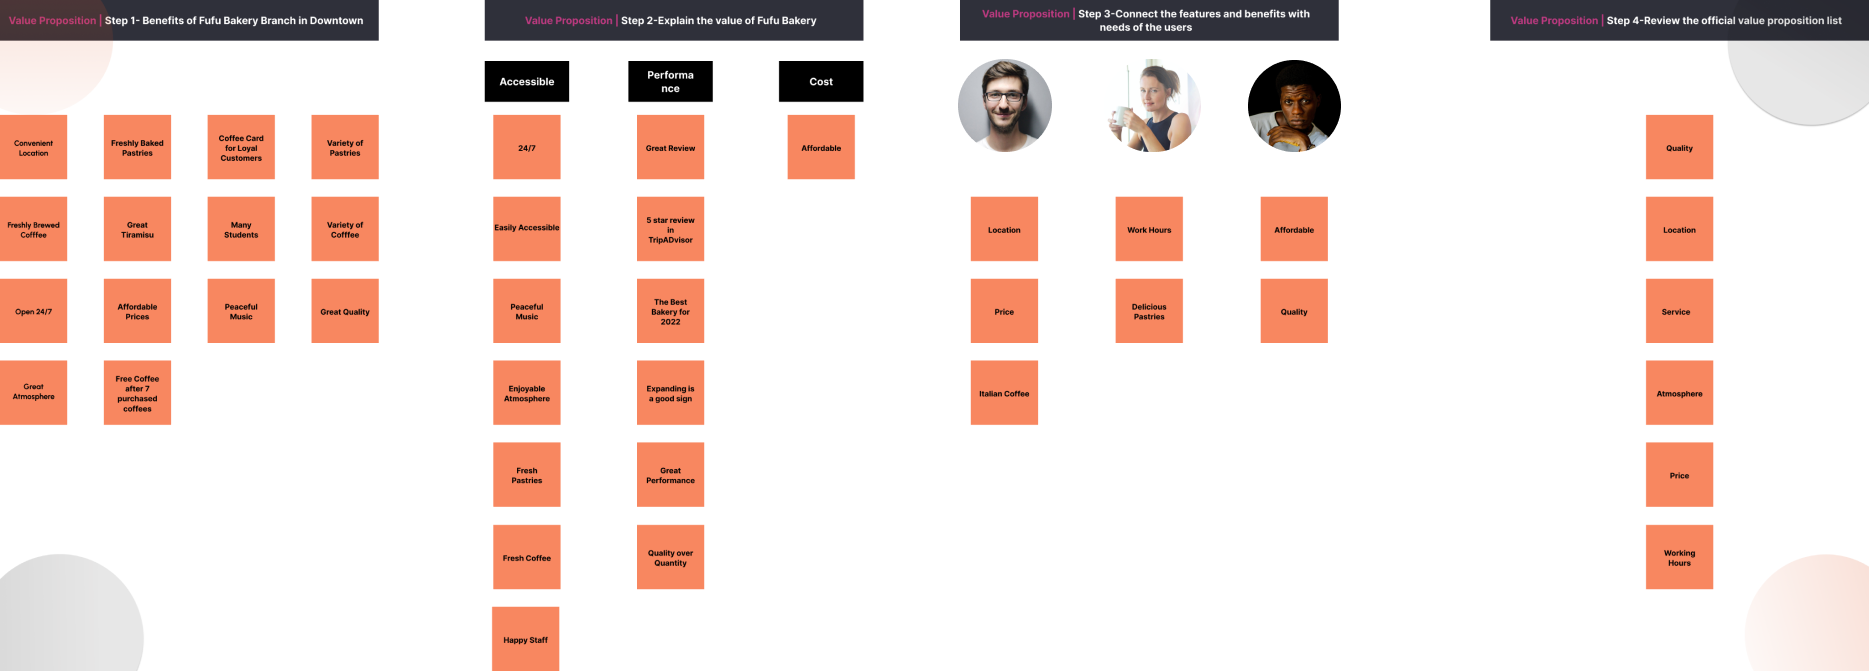 Value Proposition | Step 1- Benefits of Fufu Bakery Branch in Downtown
Convenient
Location
Freshly Baked
Pastries
Coffee Card
for Loyal
Customers
Variety of
Pastries
Freshly Brewed
Cofffee
Great
Tiramisu
Many
Students
Variety of
Cofffee
Open 24/7
Affordable
Prices
Peaceful
Music
Great Quality
Great
Atmosphere
Free Coffee
after 7
purchased
coffees
Value Proposition | Step 2-Explain the value of Fufu Bakery
Accessible
24/7
Easily Accessible
Peaceful
Music
Enjoyable
Atmosphere
Fresh
Pastries
Fresh Coffee
Happy Staff
Performa
nce
Great Review
5 star review
in
TripADvisor
The Best
Bakery for
2022
Expanding is
a good sign
Great
Performance
Quality over
Quantity
Cost
Affordable
Value Proposition | Step 3-Connect the features and benefits with
needs of the users
Location
Price
Italian Coffee
Work Hours
Delicious
Pastries
Affordable
Quality
Value Proposition | Step 4-Review the official value proposition list
Quality
Location
Service
Atmosphere
Price
Working
Hours